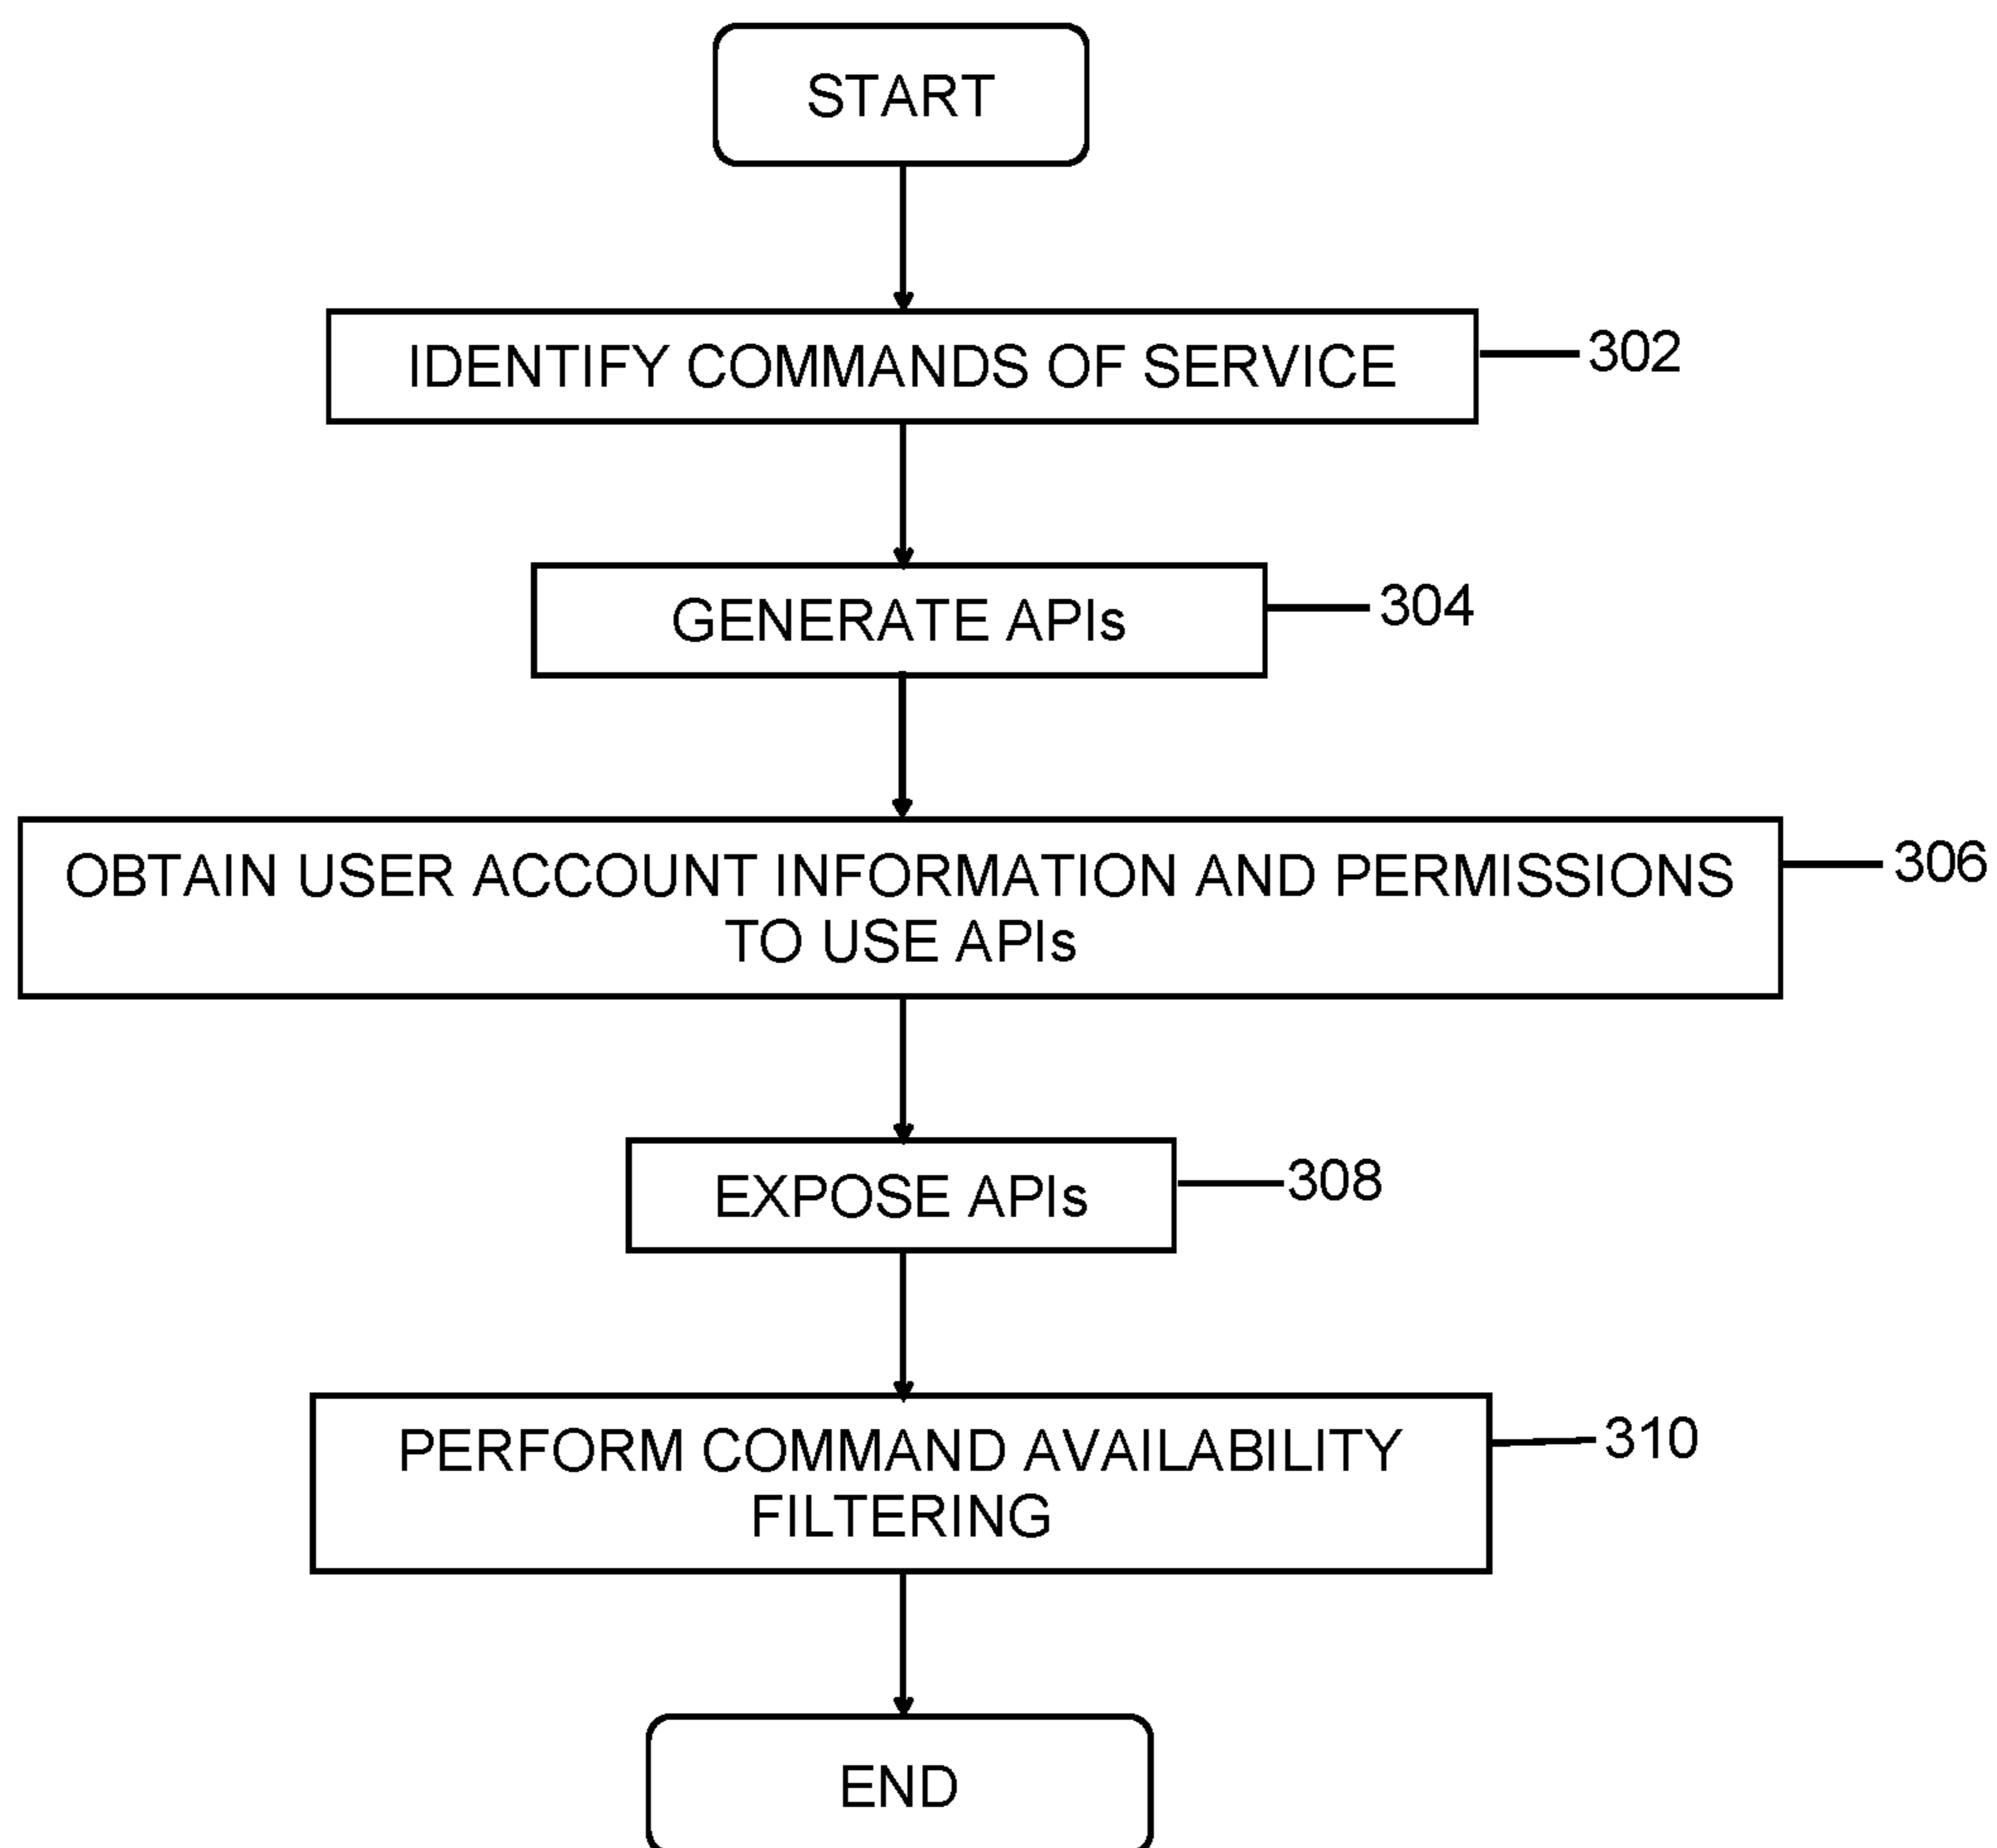 START
IDENTIFY COMMANDS OF SERVICE
302
GENERATE APIs
304
OBTAIN USER ACCOUNT INFORMATION AND PERMISSIONS
TO USE APIs
306
EXPOSE APIs
308
PERFORM COMMAND AVAILABILITY
FILTERING
310
END